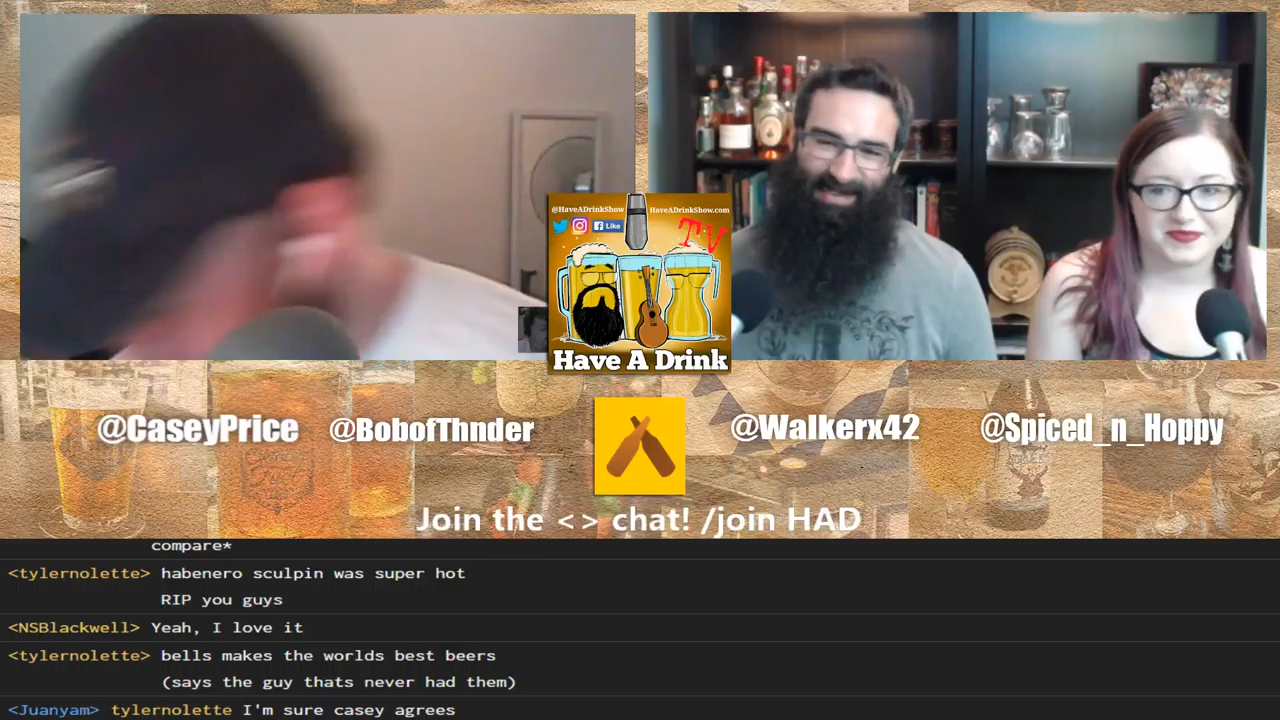 @HaveADrinkShow
HaveADrinkShow.com
Like
TV
Have A Drink
@CaseyPrice
@BobofThnder
@Walkerx42
@Spiced_n_Hoppy
Join the <> chat! /join HAD
compare*
<tylernolette> habenero sculpin was super hot
RIP you guys
<NSBlackwell> Yeah, I love it
<tylernolette> bells makes the worlds best beers
(says the guy thats never had them)
<Juanyam> tylernolette I'm sure casey agrees